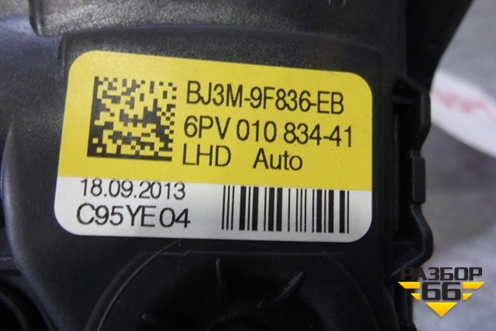 BJ3M-9F836-EB
6PV 010 834-41
LHD Auto
18.09.2013
C95YE04
РАЗБОР
66